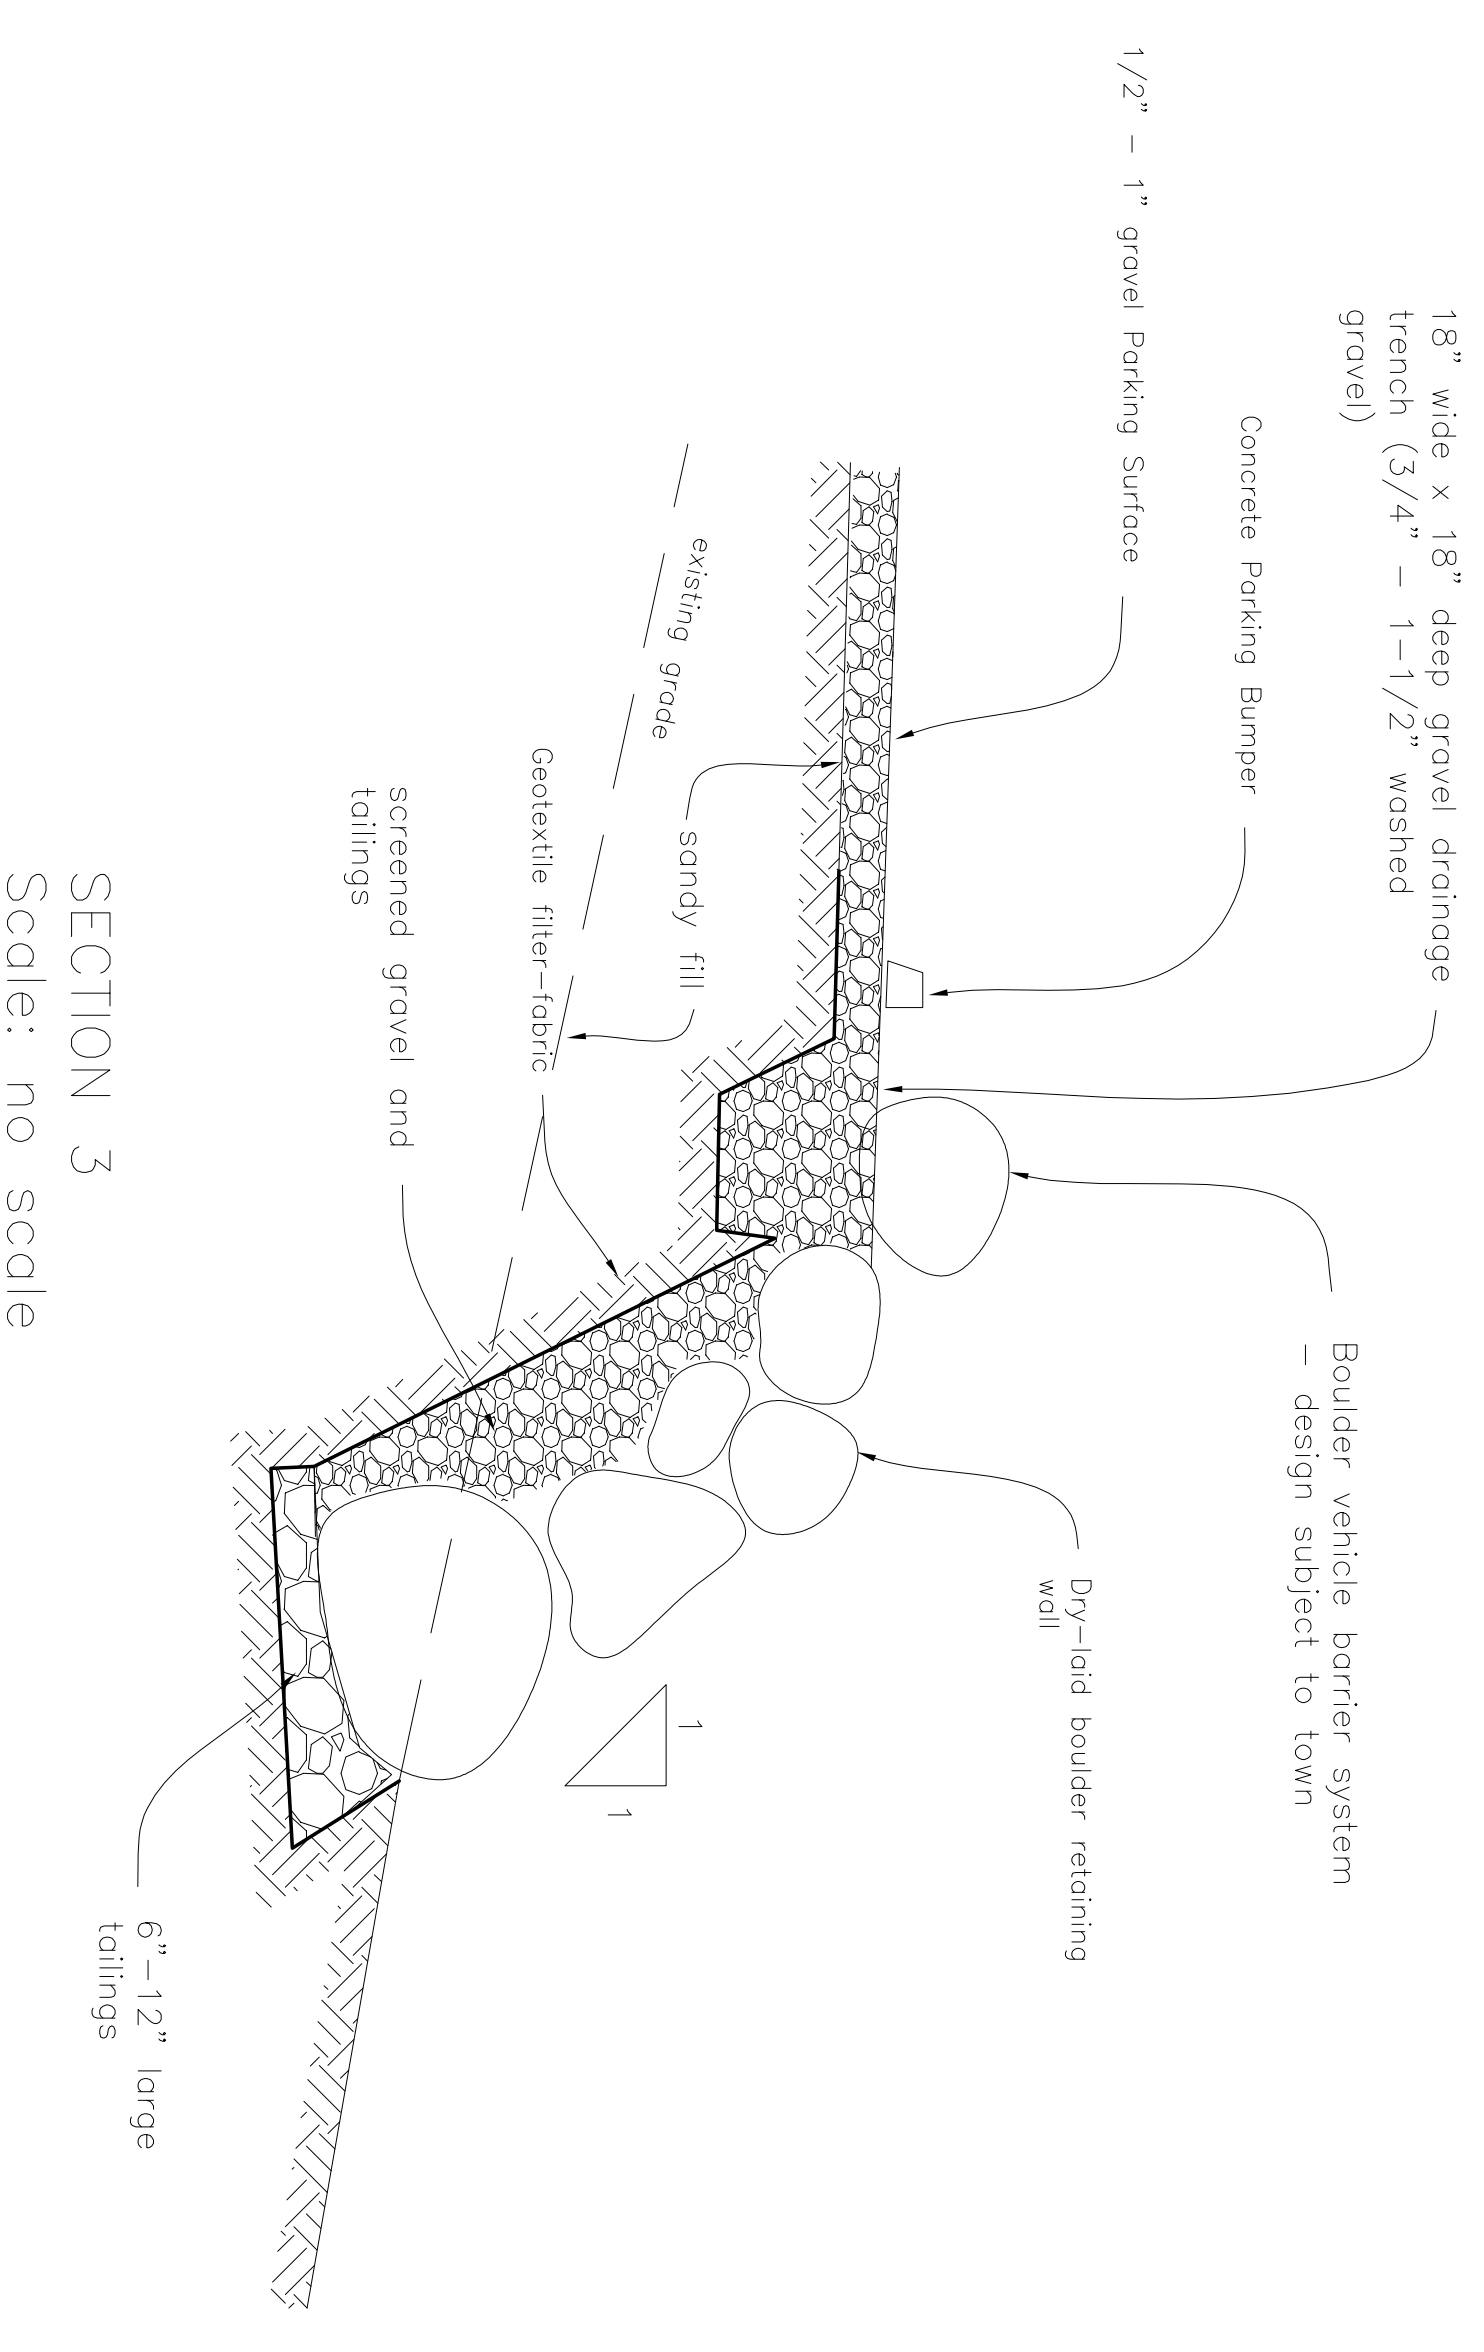 18” wide x 18” deep gravel drainage
trench (3/4” – 1-1/2” washed
gravel)
Boulder vehicle barrier system
– design subject to town
Concrete Parking Bumper
1/2” – 1” gravel Parking Surface
Dry-laid boulder retaining
wall
existing grade
sandy fill
1
1
Geotextile filter-fabric
screened gravel and
tailings
6”-12” large
tailings
SECTION 3
Scale: no scale